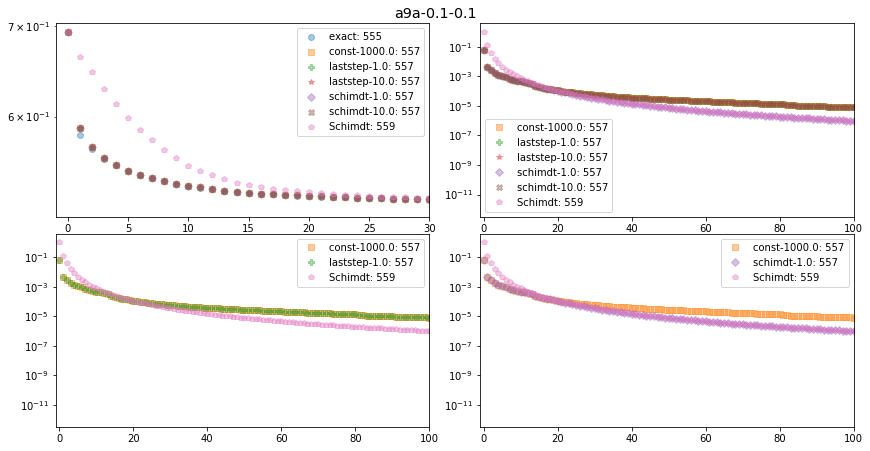 a9a-0.1-0.1
7 × 10⁻¹
6 × 10⁻¹
exact: 555
const-1000.0: 557
laststep-1.0: 557
laststep-10.0: 557
schimdt-1.0: 557
schimdt-10.0: 557
Schimdt: 559
0 5 10 15 20 25 30
10⁻¹
10⁻³
10⁻⁵
10⁻⁷
10⁻⁹
10⁻¹¹
const-1000.0: 557
laststep-1.0: 557
laststep-10.0: 557
schimdt-1.0: 557
schimdt-10.0: 557
Schimdt: 559
0 20 40 60 80 100
10⁻¹
10⁻³
10⁻⁵
10⁻⁷
10⁻⁹
10⁻¹¹
const-1000.0: 557
laststep-1.0: 557
Schimdt: 559
0 20 40 60 80 100
10⁻¹
10⁻³
10⁻⁵
10⁻⁷
10⁻⁹
10⁻¹¹
const-1000.0: 557
schimdt-1.0: 557
Schimdt: 559
0 20 40 60 80 100